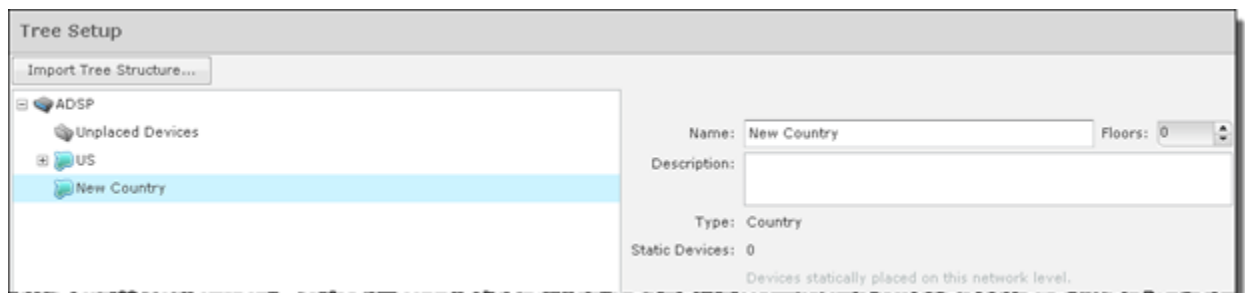 Tree Setup
Import Tree Structure...
ADSP
Unplaced Devices
US
New Country
Name: New Country Floors: 0
Description:
Type: Country
Static Devices: 0
Devices statically placed on this network level.